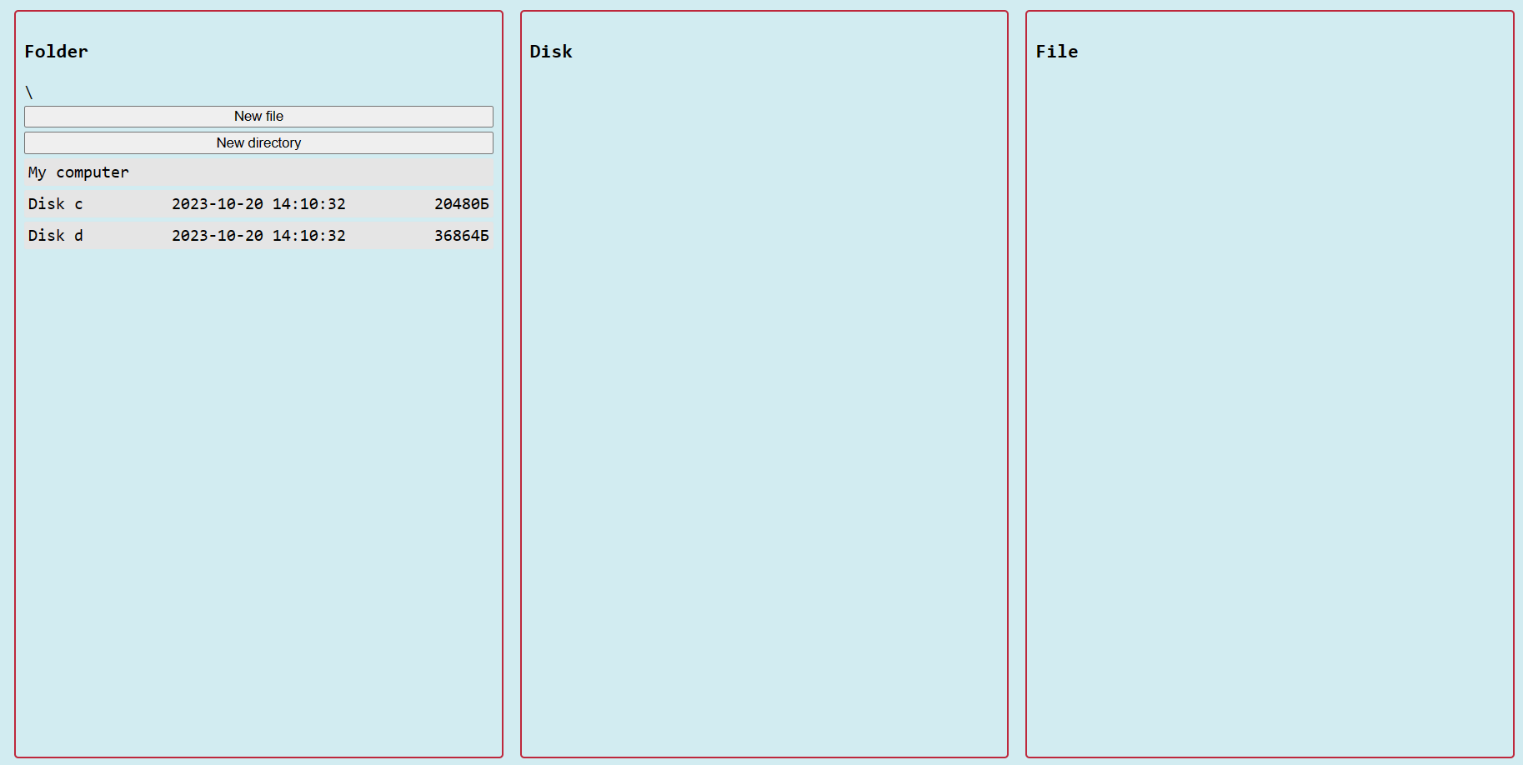 Folder
\
New file
New directory
My computer
Disk c 2023-10-20 14:10:32 20480Б
Disk d 2023-10-20 14:10:32 36864Б
Disk
File